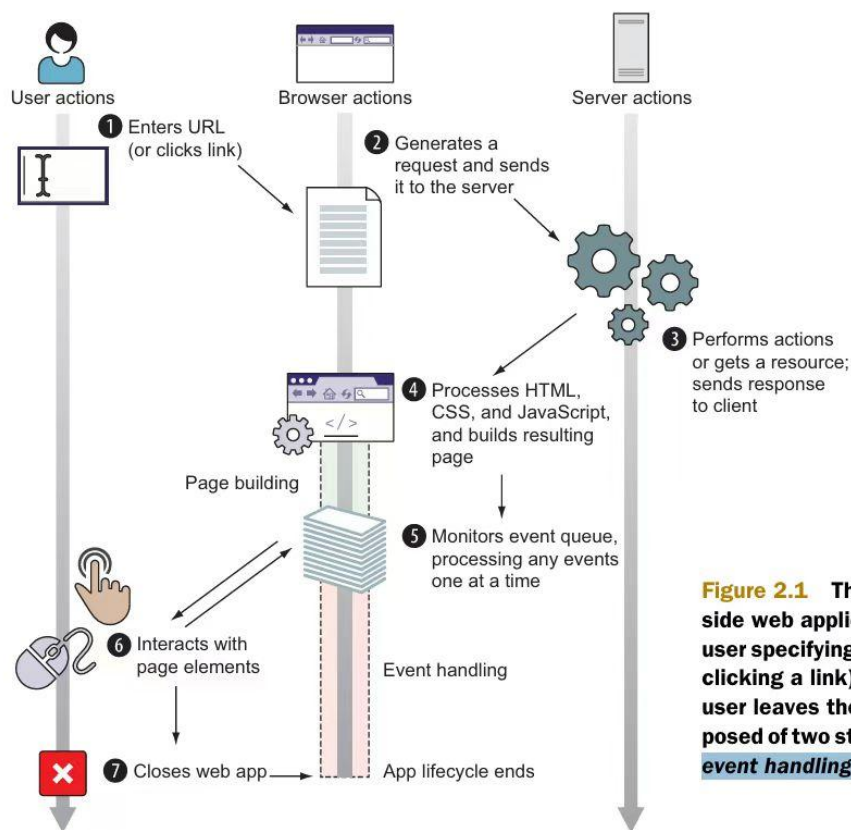 User actions
Browser actions
Server actions
1 Enters URL
(or clicks link)
2 Generates a
request and sends
it to the server
3 Performs actions
or gets a resource;
sends response
to client
4 Processes HTML,
CSS, and JavaScript,
and builds resulting
page
</>
Page building
5 Monitors event queue,
processing any events
one at a time
6 Interacts with
page elements
Event handling
7 Closes web app
App lifecycle ends
Figure 2.1 Th
side web applic
user specifying
clicking a link)
user leaves the
posed of two st
event handling